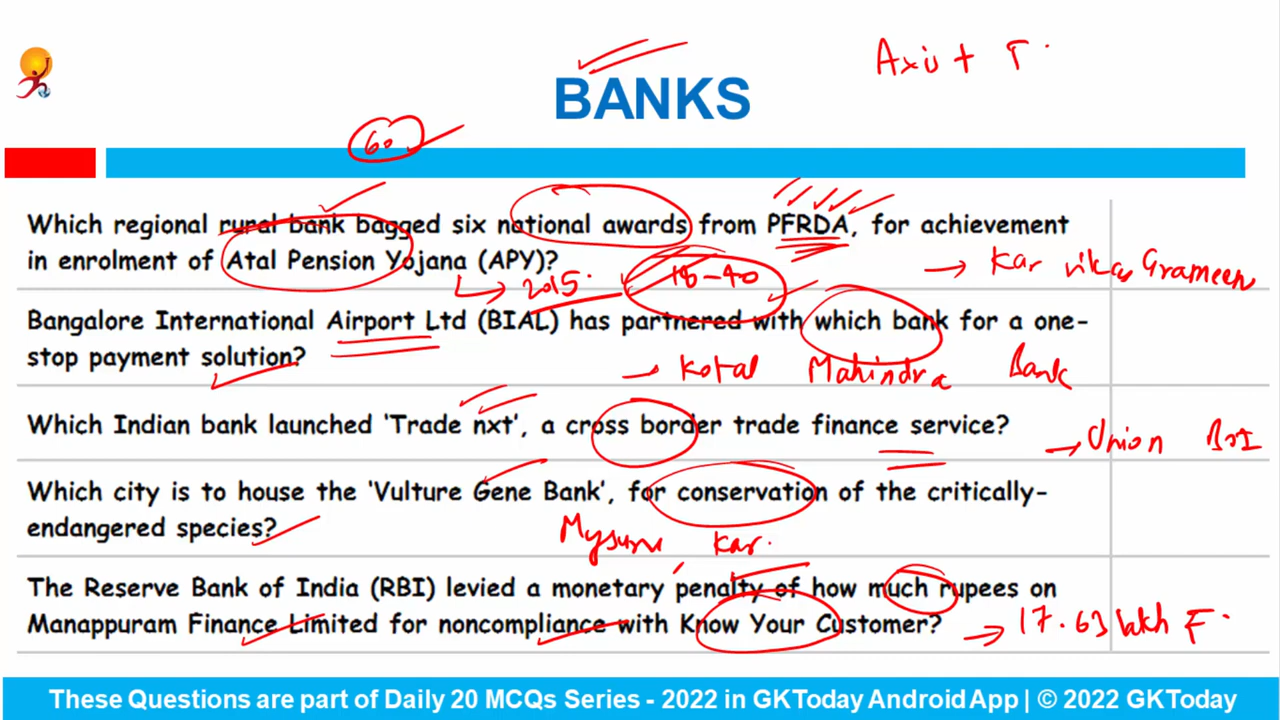 Axis + T.
BANKS
60
Which regional rural bank bagged six national awards from PFRDA, for achievement
in enrolment of Atal Pension Yojana (APY)?
→ Kar vikas Grameen
→ 2015. 18-40
Bangalore International Airport Ltd (BIAL) has partnered with which bank for a one-
stop payment solution?
→ Kotak Mahindra Bank
Which Indian bank launched 'Trade nxt', a cross border trade finance service?
→ Union
Which city is to house the 'Vulture Gene Bank', for conservation of the critically-
endangered species?
Mysuru Kar.
The Reserve Bank of India (RBI) levied a monetary penalty of how much rupees on
Manappuram Finance Limited for noncompliance with Know Your Customer?
→ 17.63 lakh
These Questions are part of Daily 20 MCQs Series - 2022 in GKToday Android App | © 2022 GKToday